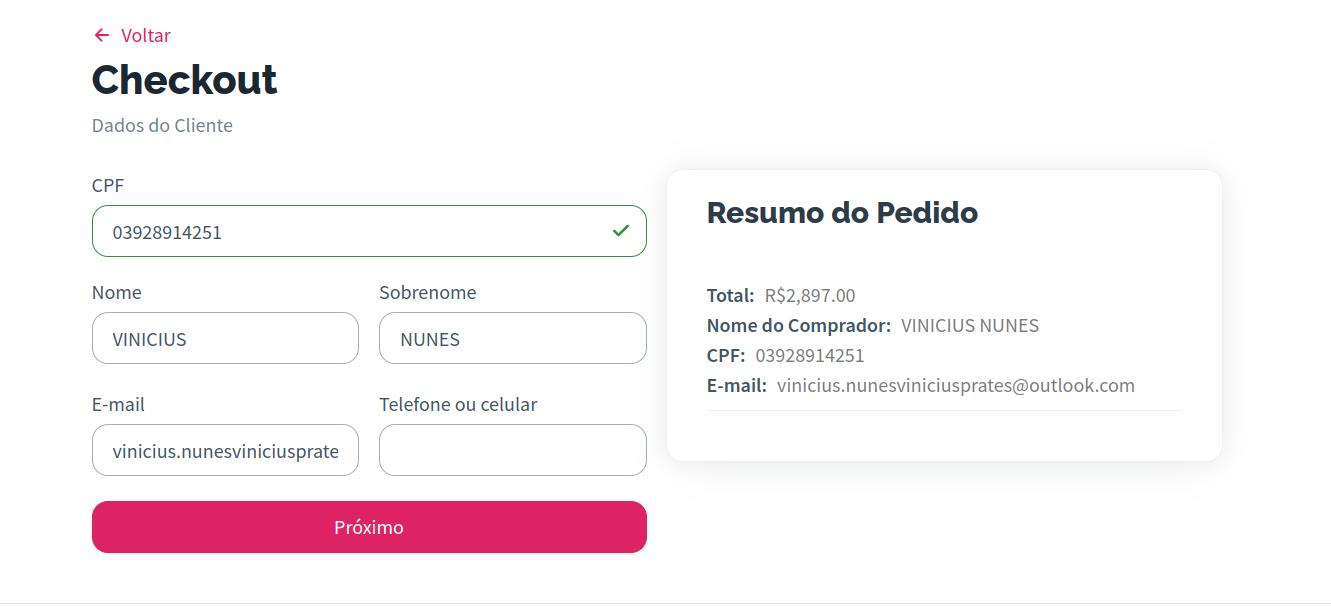 Voltar
Checkout
Dados do Cliente
CPF
03928914251
Nome
Sobrenome
VINICIUS
NUNES
E-mail
Telefone ou celular
vinicius.nunesviniciusprate
Próximo
Resumo do Pedido
Total: R$2,897.00
Nome do Comprador: VINICIUS NUNES
CPF: 03928914251
E-mail: vinicius.nunesviniciusprates@outlook.com